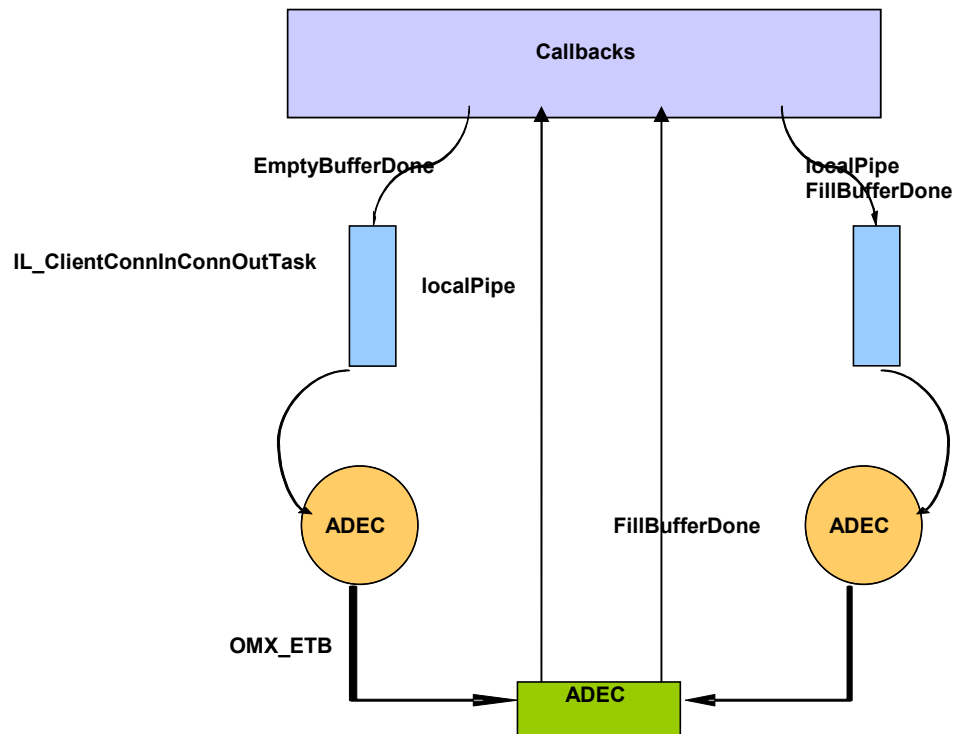 Callbacks
EmptyBufferDone
localPipe
FillBufferDone
IL_ClientConnInConnOutTask
localPipe
ADEC
FillBufferDone
ADEC
OMX_ETB
ADEC